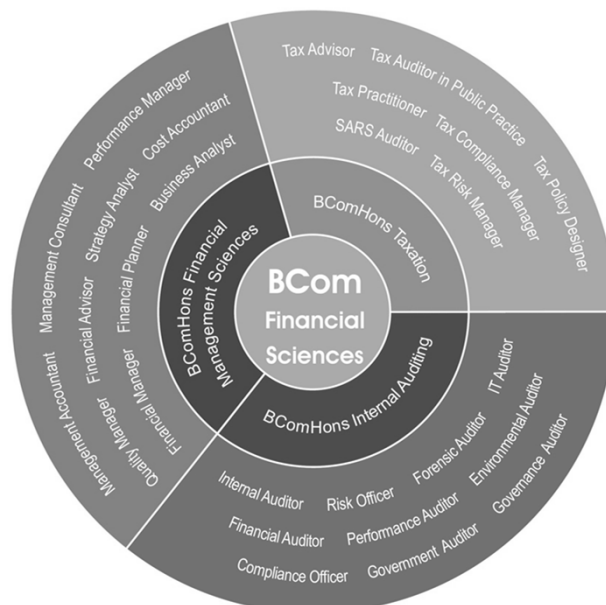 BCom
Financial
Sciences
BComHons Taxation
Tax Advisor
Tax Auditor in Public Practice
Tax Policy Designer
Tax Practitioner
Tax Compliance Manager
SARS Auditor
Tax Risk Manager
BComHons Internal Auditing
Internal Auditor
Risk Officer
Forensic Auditor
IT Auditor
Financial Auditor
Performance Auditor
Environmental Auditor
Compliance Officer
Government Auditor
Governance Auditor
BComHons Financial
Management Sciences
Management Accountant
Management Consultant
Performance Manager
Quality Manager
Financial Advisor
Strategy Analyst
Cost Accountant
Financial Manager
Financial Planner
Business Analyst